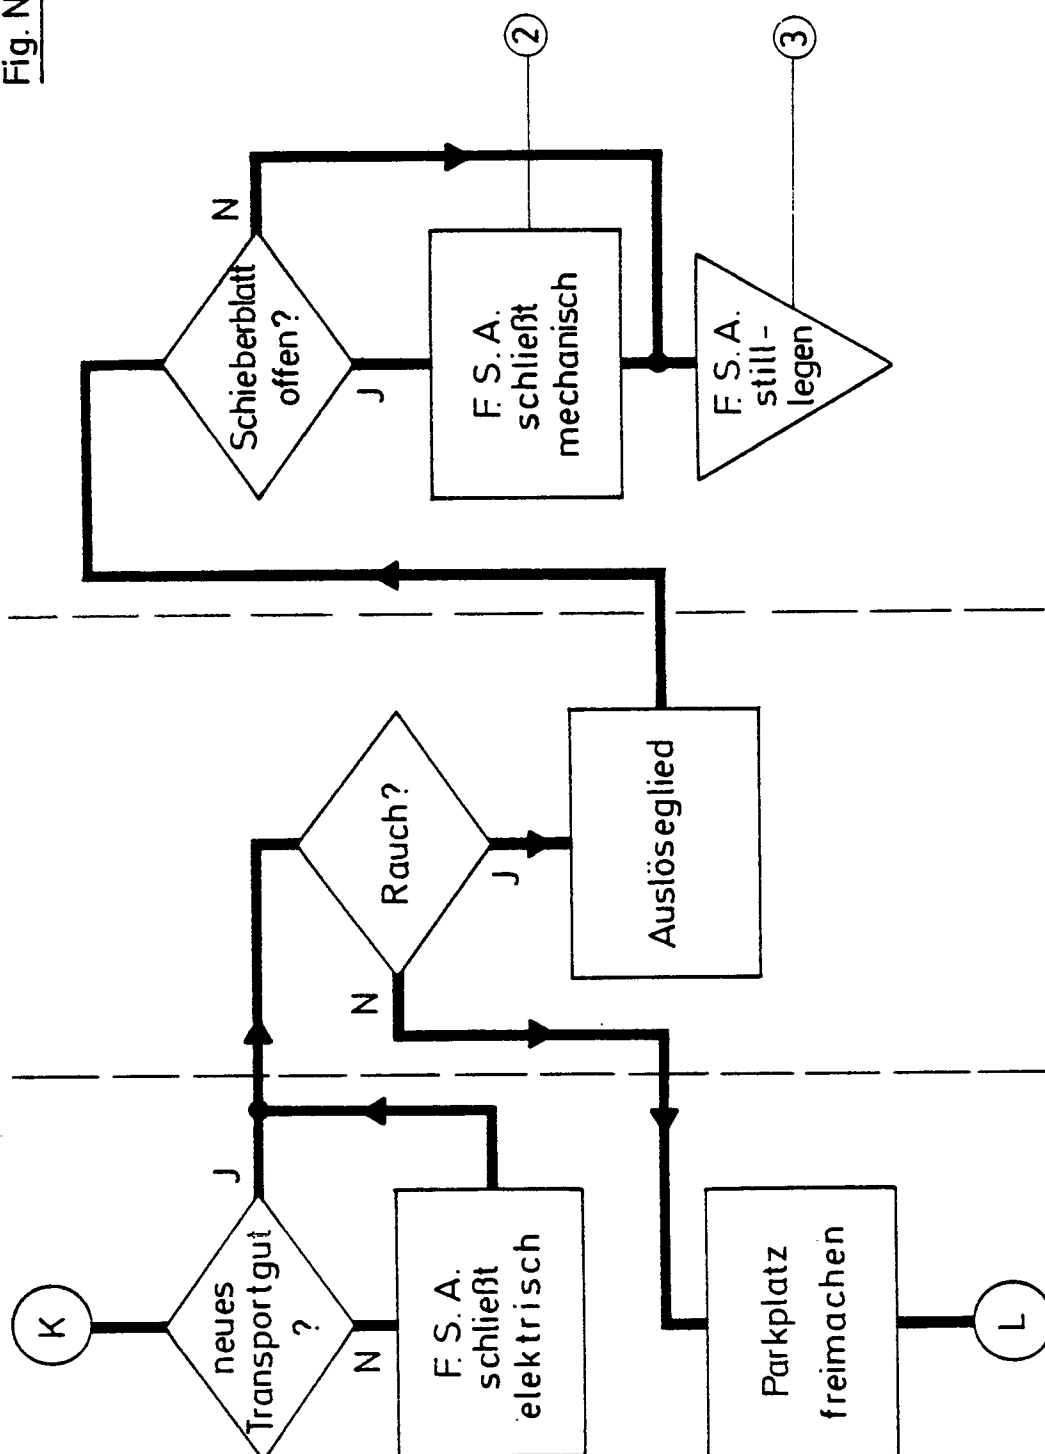 Fig. N
K
neues
Transportgut
?
J
N
F. S. A.
schließt
elektrisch
Parkplatz
freimachen
L
Rauch?
N
J
Auslöseglied
Schieberblatt
offen?
N
J
F. S. A.
schließt
mechanisch
F. S. A.
still-
legen
2
3